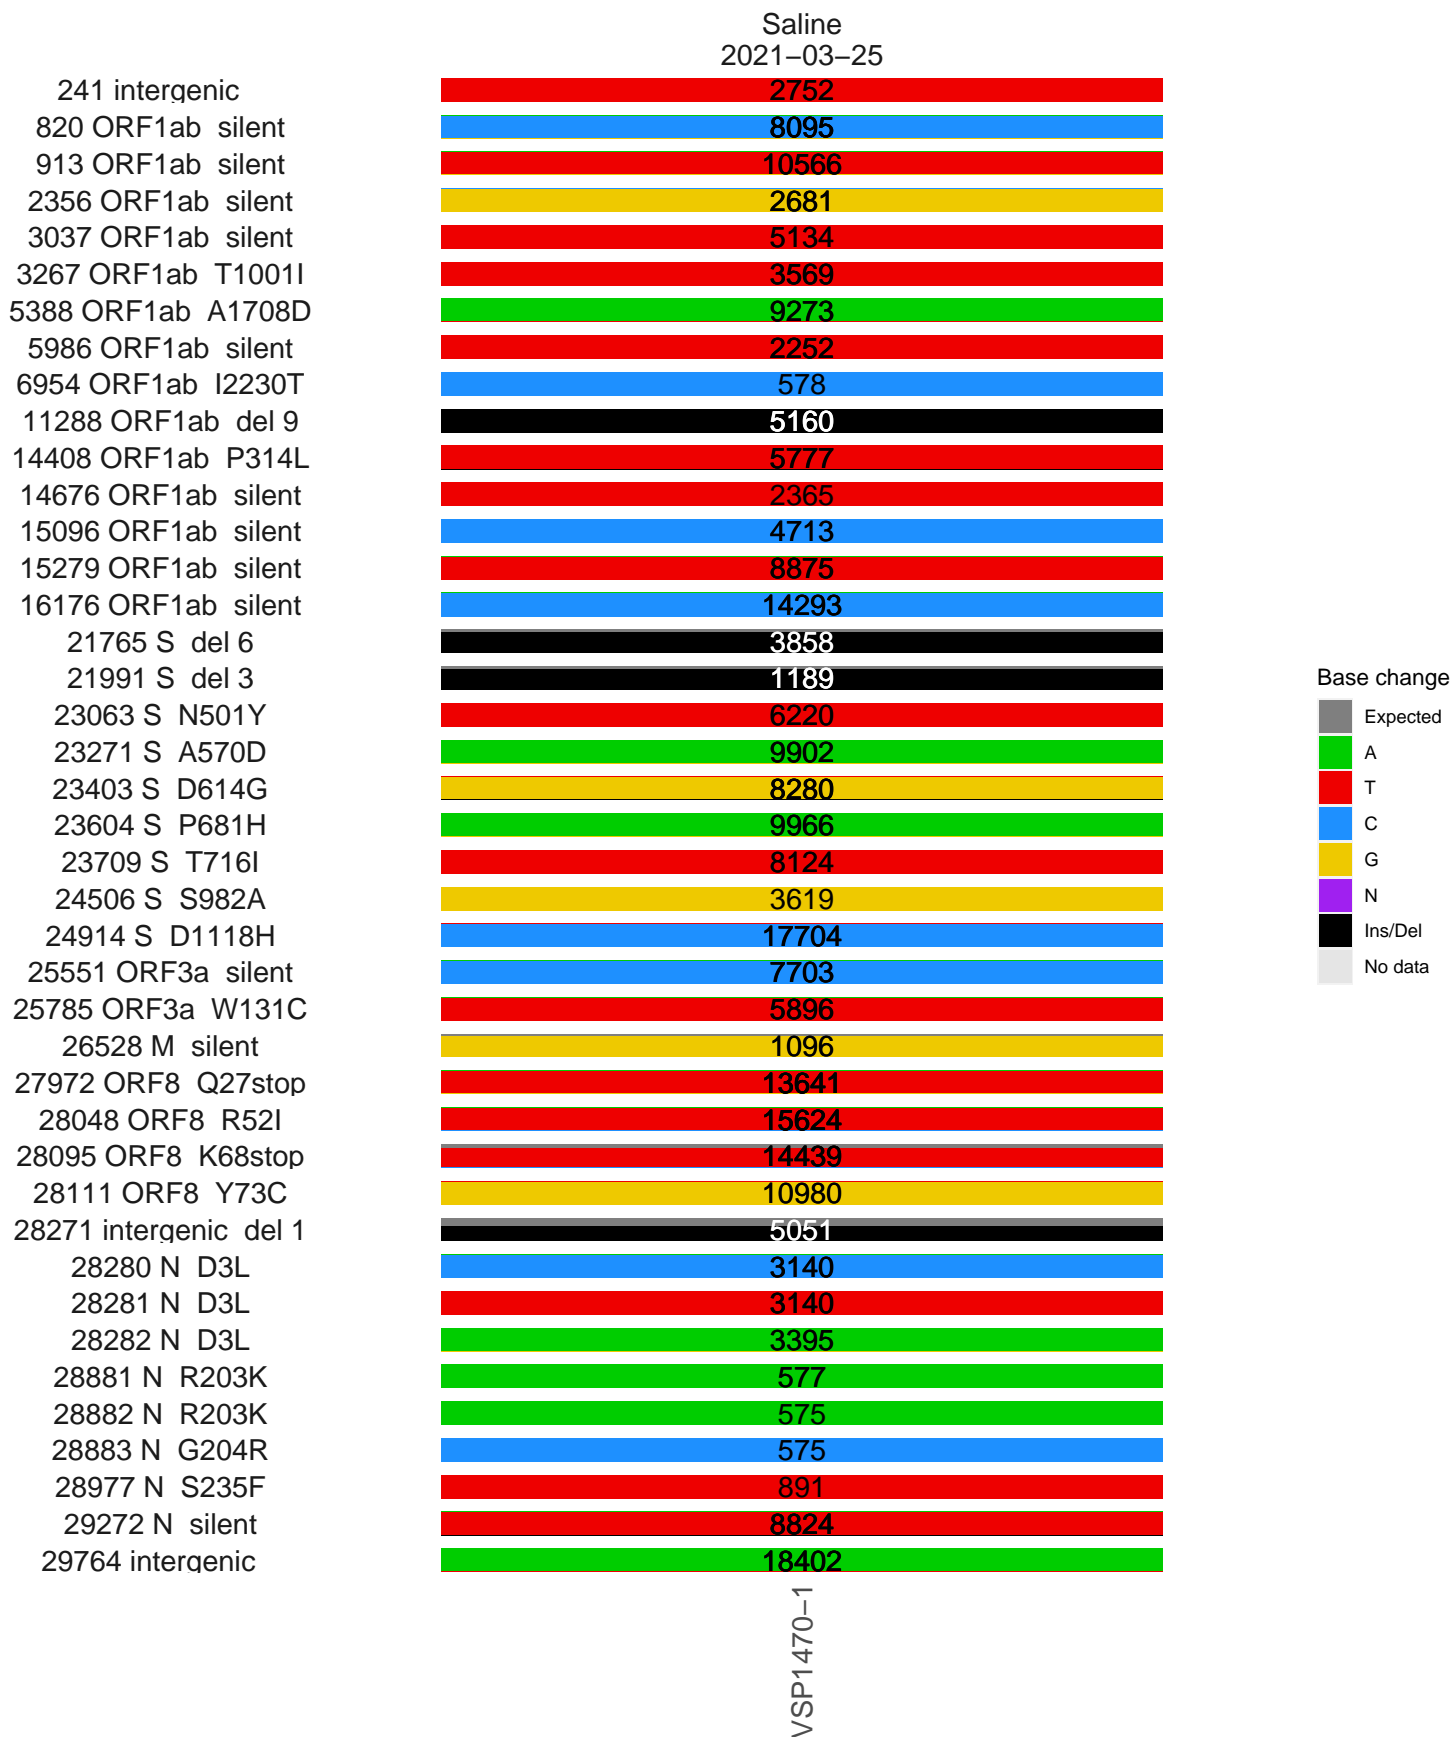 Saline
2021−03−25
241 intergenic 2752
820 ORF1ab silent 8095
913 ORF1ab silent 10566
2356 ORF1ab silent 2681
3037 ORF1ab silent 5134
3267 ORF1ab T1001I 3569
5388 ORF1ab A1708D 9273
5986 ORF1ab silent 2252
6954 ORF1ab I2230T 578
11288 ORF1ab del 9 5160
14408 ORF1ab P314L 5777
14676 ORF1ab silent 2365
15096 ORF1ab silent 4713
15279 ORF1ab silent 8875
16176 ORF1ab silent 14293
21765 S del 6 3858
21991 S del 3 1189
23063 S N501Y 6220
23271 S A570D 9902
23403 S D614G 8280
23604 S P681H 9966
23709 S T716I 8124
24506 S S982A 3619
24914 S D1118H 17704
25551 ORF3a silent 7703
25785 ORF3a W131C 5896
26528 M silent 1096
27972 ORF8 Q27stop 13641
28048 ORF8 R52I 15624
28095 ORF8 K68stop 14439
28111 ORF8 Y73C 10980
28271 intergenic del 1 5051
28280 N D3L 3140
28281 N D3L 3140
28282 N D3L 3395
28881 N R203K 577
28882 N R203K 575
28883 N G204R 575
28977 N S235F 891
29272 N silent 8824
29764 intergenic 18402
VSP1470−1
Base change
Expected
A
T
C
G
N
Ins/Del
No data